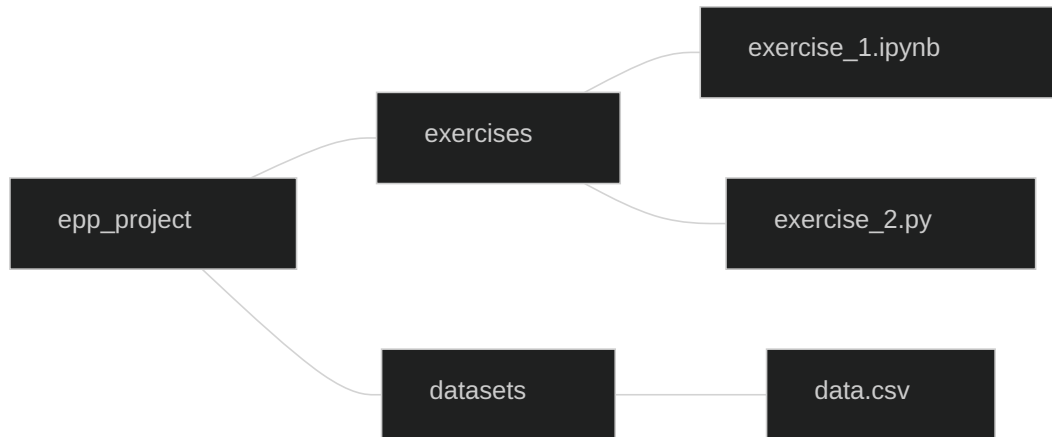 exercise_1.ipynb
exercises
epp_project
exercise_2.py
datasets
data.csv